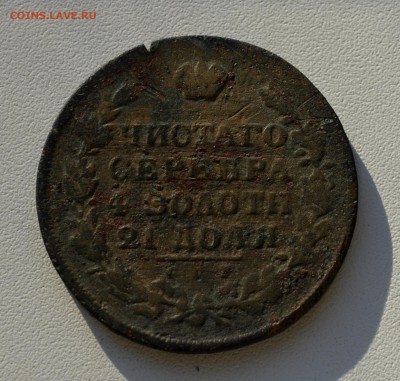 COINS.LAVE.RU
ЧИСТАГО
СЕРЕБРА
4 ЗОЛОТН
21 ДОЛЯ